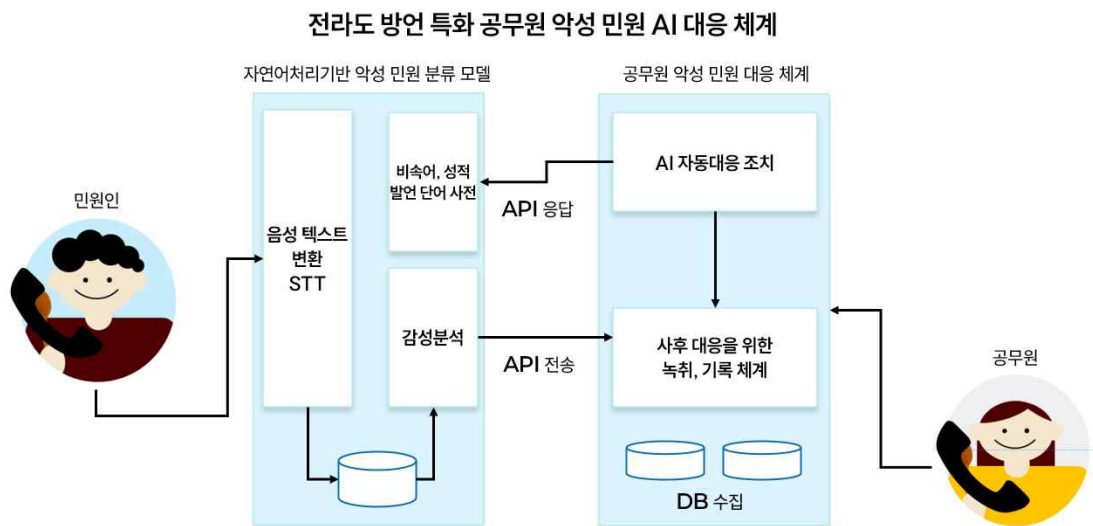 전라도 방언 특화 공무원 악성 민원 AI 대응 체계
자연어처리기반 악성 민원 분류 모델
공무원 악성 민원 대응 체계
민원인
음성 텍스트
변환
STT
비속어, 성적
발언 단어 사전
감성분석
API 응답
API 전송
AI 자동대응 조치
사후 대응을 위한
녹취, 기록 체계
DB 수집
공무원